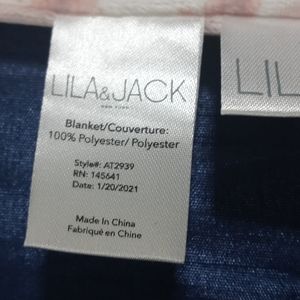 LILA&JACK
NEW YORK
Blanket/Couverture:
100% Polyester/ Polyester
Style#: AT2939
RN: 145641
Date: 1/20/2021
Made In China
Fabriqué en Chine
LIL